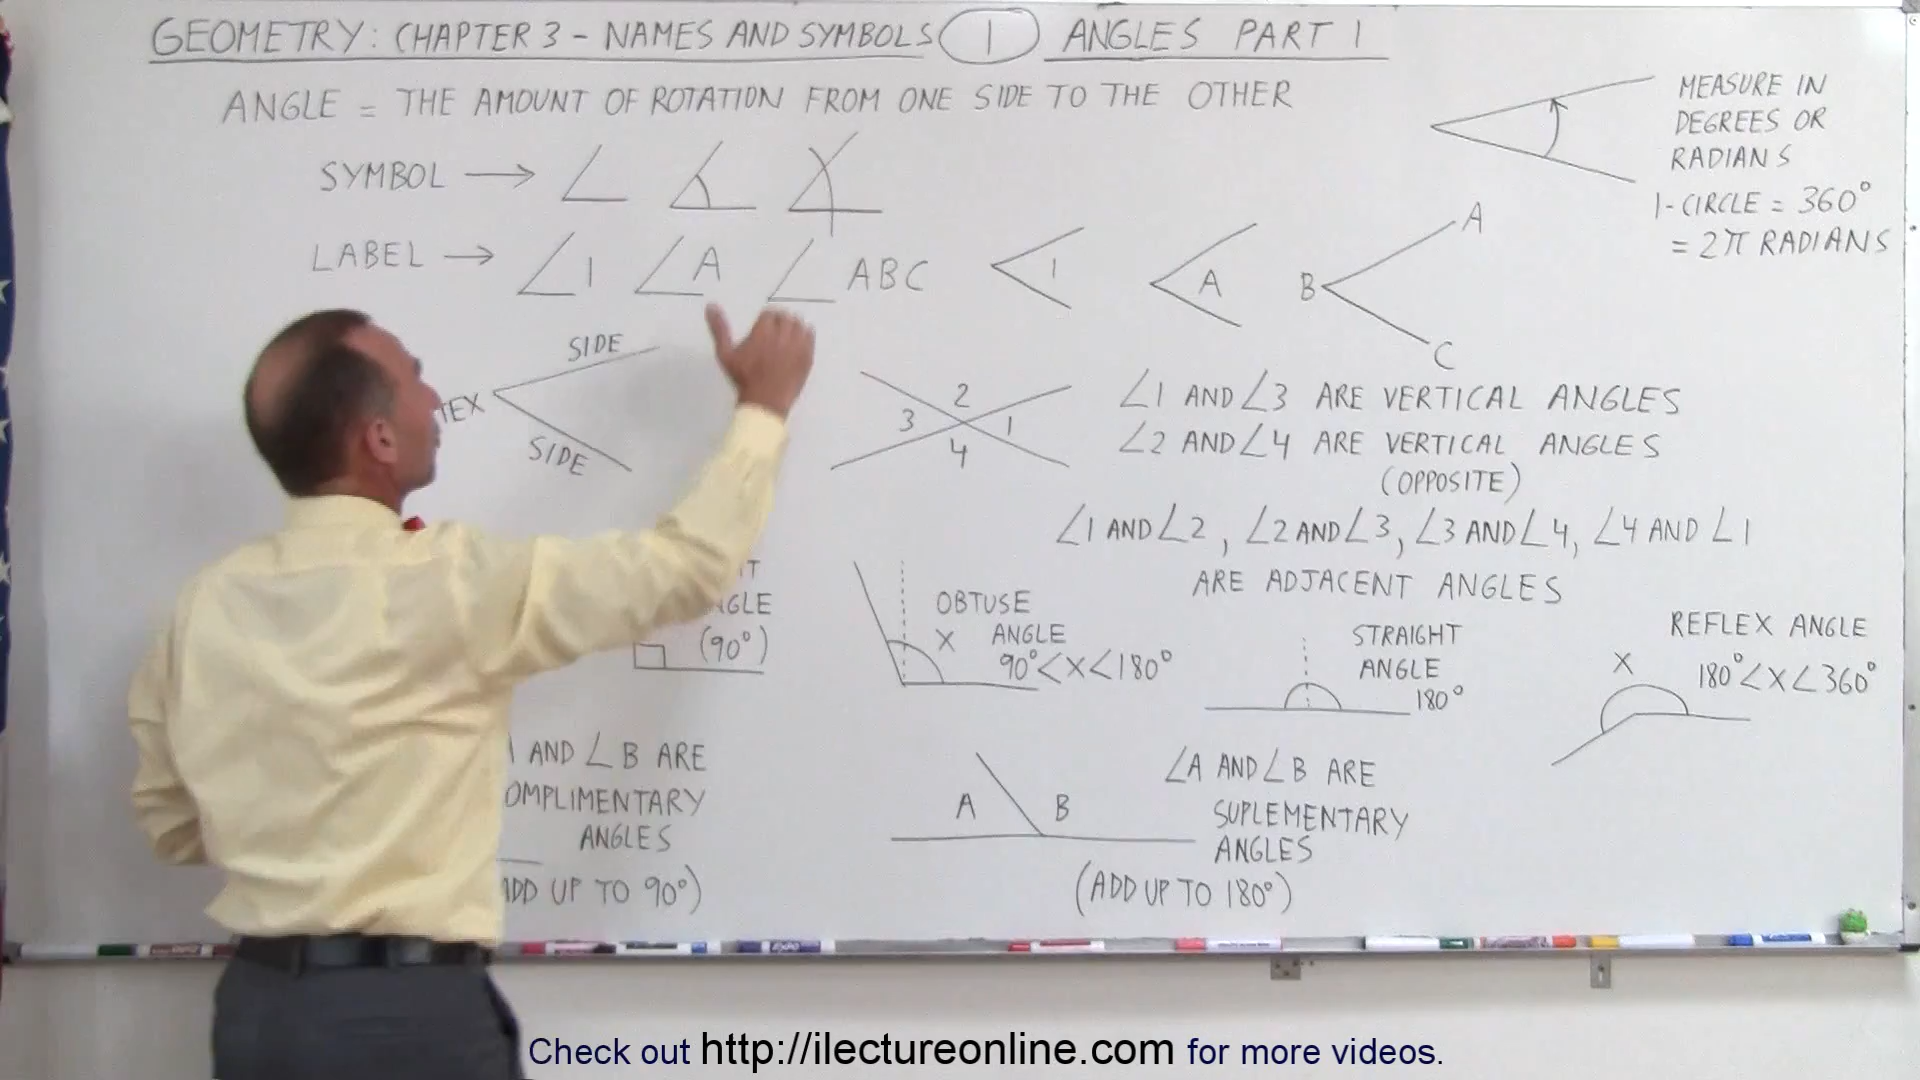 GEOMETRY: CHAPTER 3 - NAMES AND SYMBOLS 1 ANGLES PART 1
ANGLE = THE AMOUNT OF ROTATION FROM ONE SIDE TO THE OTHER
MEASURE IN
DEGREES OR
RADIANS
1-CIRCLE = 360°
= 2π RADIANS
SYMBOL → ∠ ∡
LABEL → ∠1 ∠A ∠ABC
1
A
A
B
C
SIDE
SIDE
2
3 1
4
∠1 AND ∠3 ARE VERTICAL ANGLES
∠2 AND ∠4 ARE VERTICAL ANGLES
(OPPOSITE)
∠1 AND ∠2, ∠2 AND ∠3, ∠3 AND ∠4, ∠4 AND ∠1
ARE ADJACENT ANGLES
(90°)
OBTUSE
X ANGLE
90° < X < 180°
STRAIGHT
ANGLE
180°
REFLEX ANGLE
X 180° < X < 360°
AND ∠B ARE
ANGLES
UP TO 90°)
A B
∠A AND ∠B ARE
SUPLEMENTARY
ANGLES
(ADD UP TO 180°)
Check out http://ilectureonline.com for more videos.